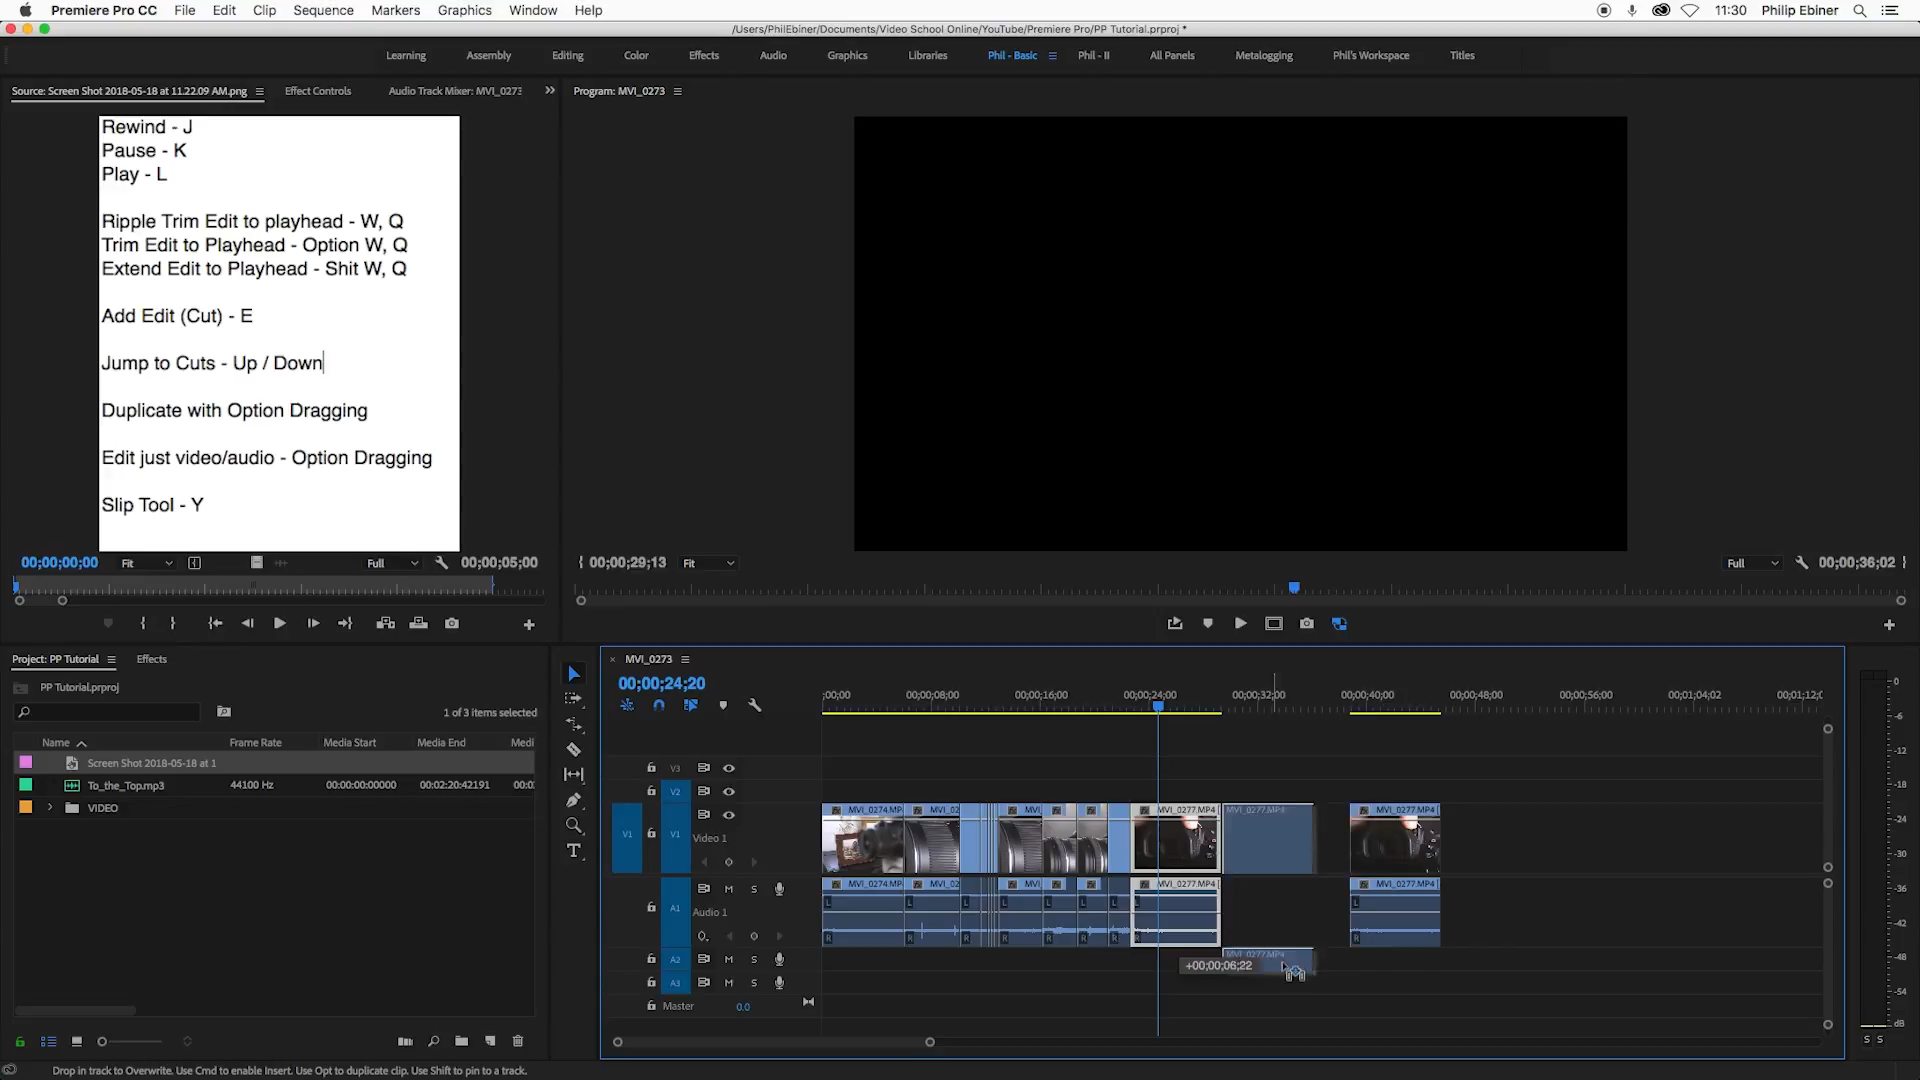 Premiere Pro CC File Edit Clip Sequence Markers Graphics Window Help 11:30 Philip Ebiner
/Users/PhilEbiner/Documents/Video School Online/YouTube/Premiere Pro/PP Tutorial.prproj *
Learning Assembly Editing Color Effects Audio Graphics Libraries Phil - Basic Phil - II All Panels Metalogging Phil's Workspace Titles
Source: Screen Shot 2018-05-18 at 11.22.09 AM.png Effect Controls Audio Track Mixer: MVI_0273 Program: MVI_0273
Rewind - J
Pause - K
Play - L
Ripple Trim Edit to playhead - W, Q
Trim Edit to Playhead - Option W, Q
Extend Edit to Playhead - Shit W, Q
Add Edit (Cut) - E
Jump to Cuts - Up / Down
Duplicate with Option Dragging
Edit just video/audio - Option Dragging
Slip Tool - Y
00;00;00;00 Fit Full 00;00;05;00 00;00;29;13 Fit Full 00;00;36;02
Project: PP Tutorial Effects
PP Tutorial.prproj
1 of 3 items selected
Name Frame Rate Media Start Media End Medi
Screen Shot 2018-05-18 at 1
To_the_Top.mp3 44100 Hz 00:00:00:00000 00:02:20:42191 00:0
VIDEO
MVI_0273
00;00;24;20
;00;00 00;00;08;00 00;00;16;00 00;00;24;00 00;00;32;00 00;00;40;00 00;00;48;00 00;00;56;00 00;01;04;02 00;01;12;0
V3
V2
V1 V1 Video 1
MVI_0274.MP MVI_02 MVI_ MVI_0277.MP4 [ MVI_0277.MP4 MVI_0277.MP4 [
A1 M S
Audio 1
MVI_0274.MP MVI_02 MVI_0277.MP4 [ MVI_0277.MP4 [
L L L L L L L L L
R R R R R R R R R
A2 M S MVI_0277.MP4
+00;00;06;22
A3 M S
Master 0.0
0
-6
-12
-18
-24
-30
-36
-42
-48
-54
dB
S S
Drop in track to Overwrite. Use Cmd to enable Insert. Use Opt to duplicate clip. Use Shift to pin to a track.